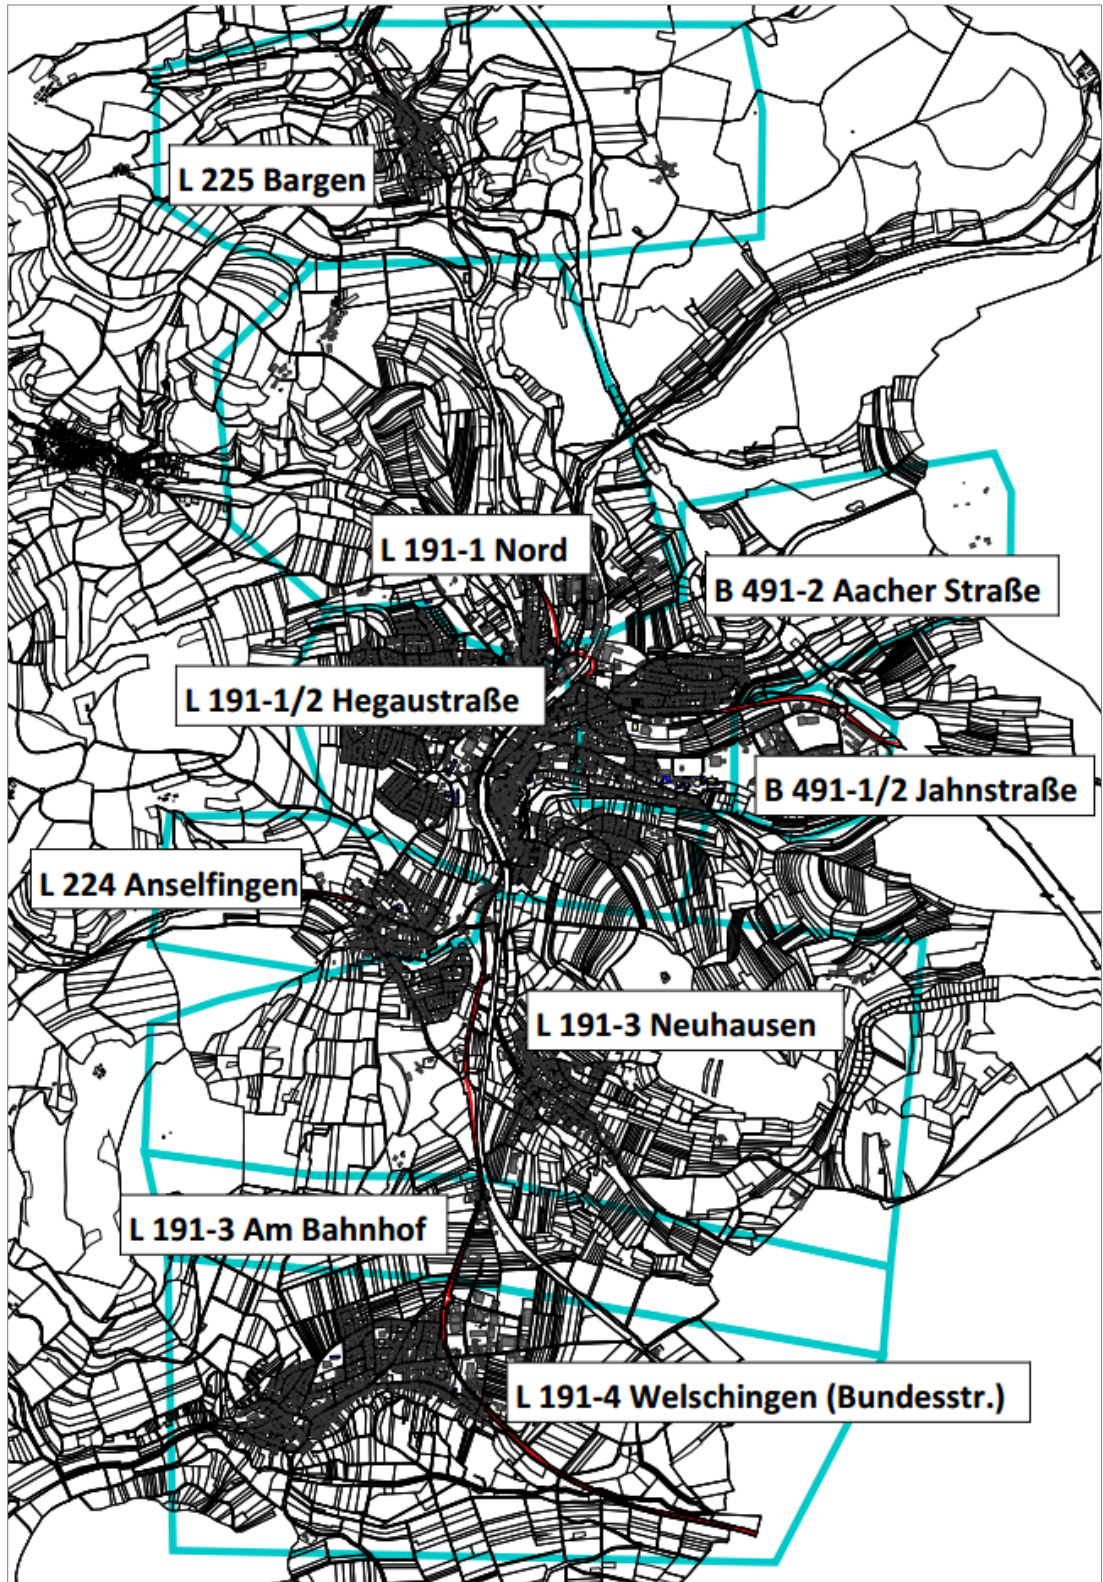 L 225 Bargen
L 191-1 Nord
B 491-2 Aacher Straße
L 191-1/2 Hegaustraße
B 491-1/2 Jahnstraße
L 224 Anselfingen
L 191-3 Neuhausen
L 191-3 Am Bahnhof
L 191-4 Welschingen (Bundesstr.)